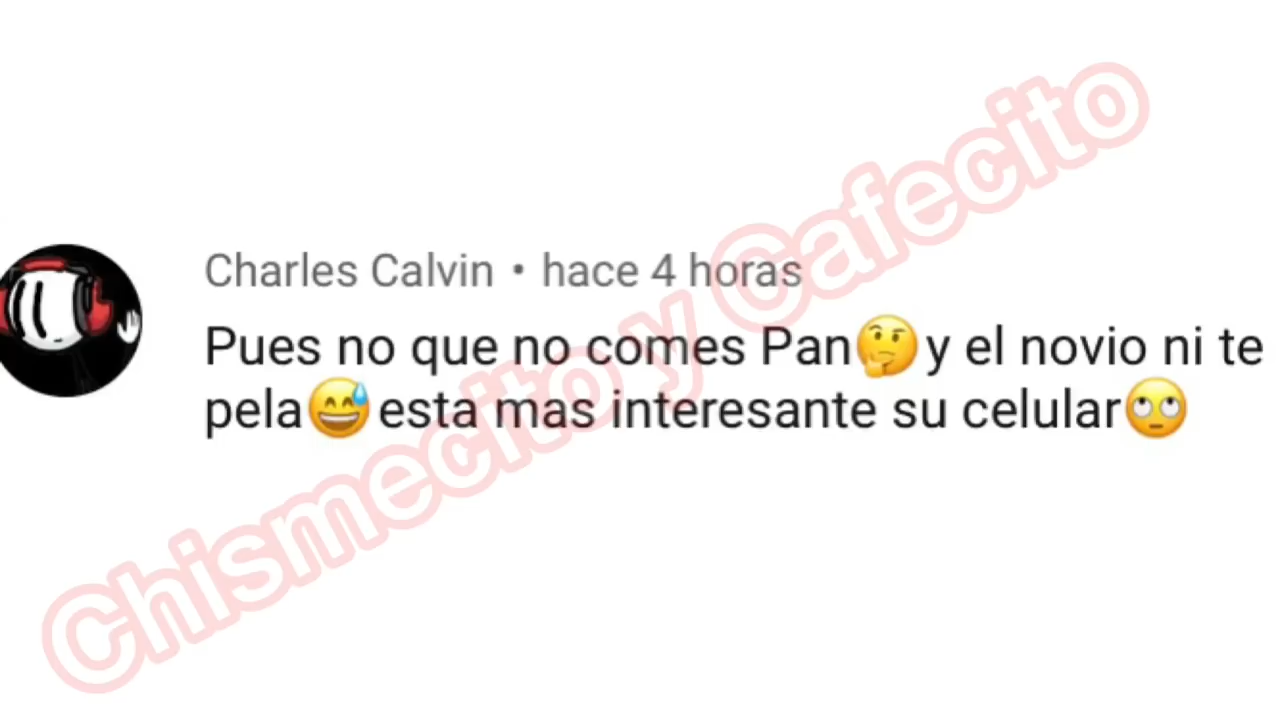 Charles Calvin • hace 4 horas
Pues no que no comes Pan🤔y el novio ni te
pela😅esta mas interesante su celular🙄
Chismecito y Cafecito